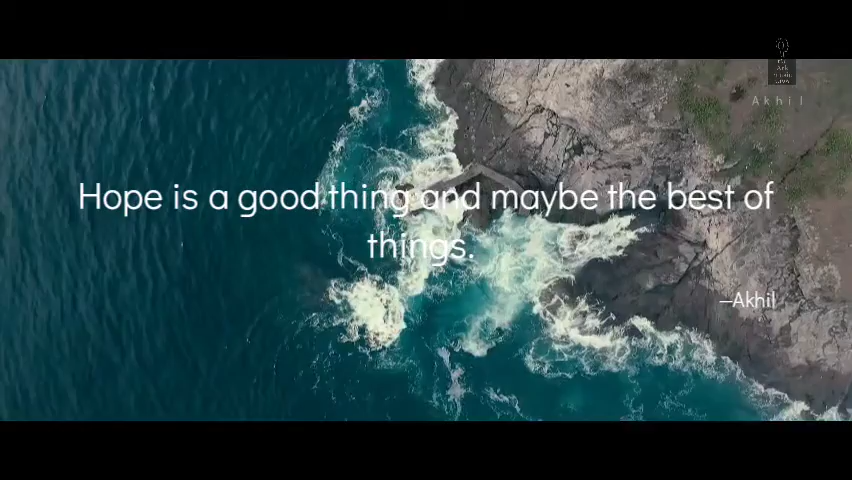 Akhil
Hope is a good thing and maybe the best of
things.
—Akhil